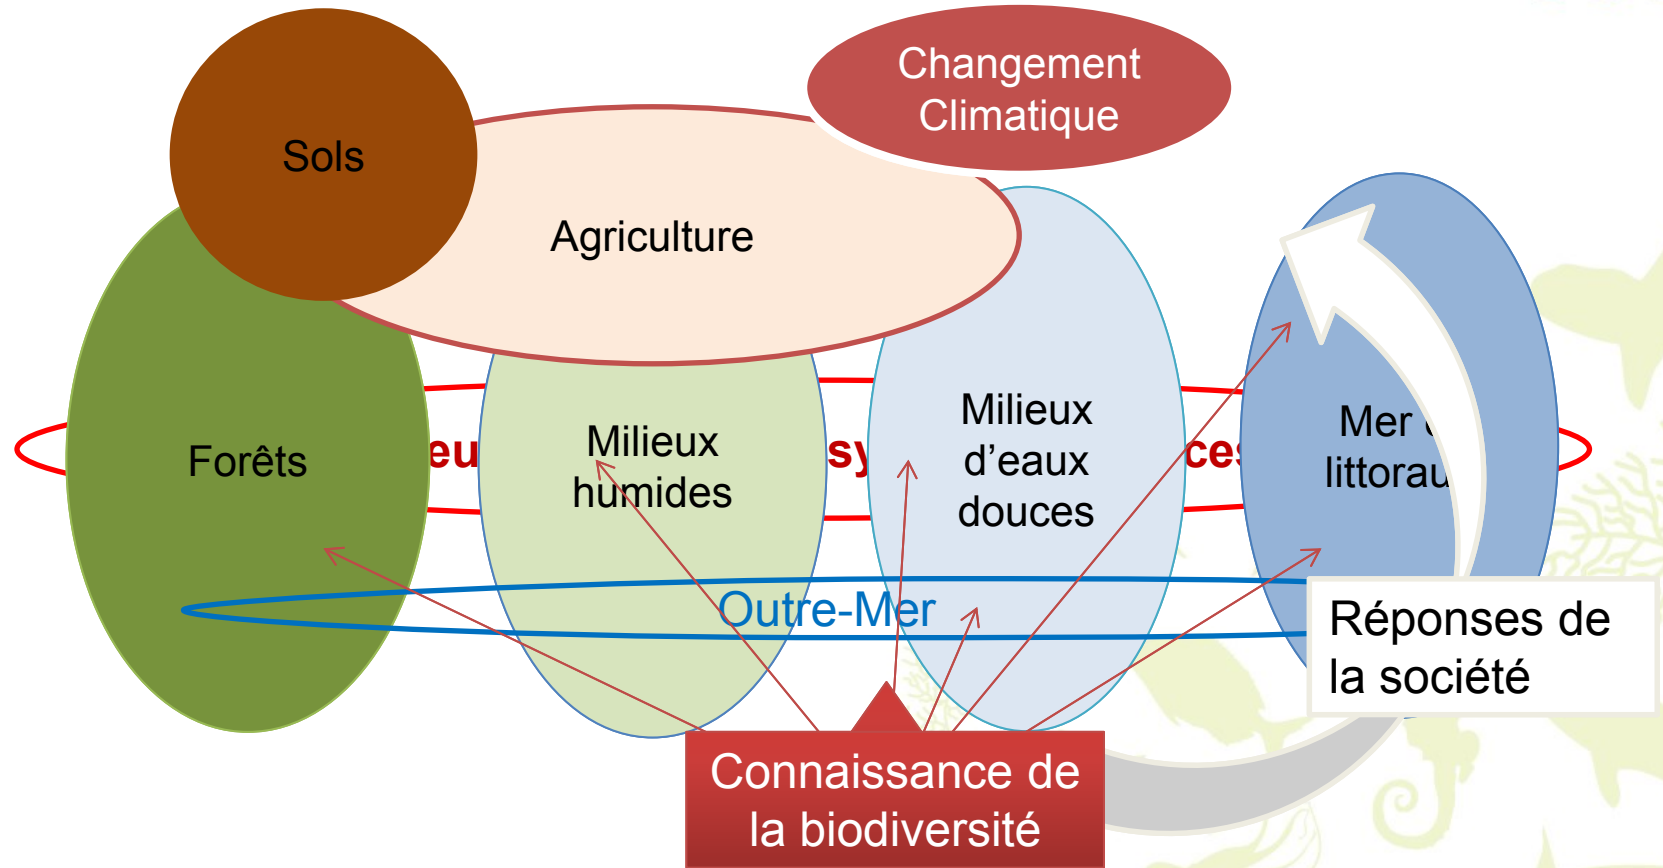 Changement
Climatique
Sols
Agriculture
Forêts
Milieux
humides
Milieux
d’eaux
douces
Mer
Outre-Mer
Réponses de
la société
Connaissance de
la biodiversité